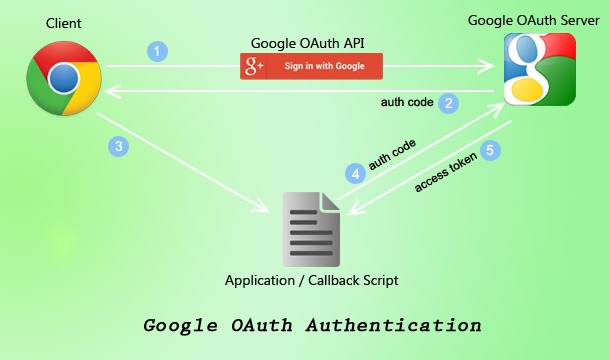 Client
Google OAuth Server
Google OAuth API
1
g+ Sign in with Google
g
auth code 2
3
4 auth code
access token 5
Application / Callback Script
Google OAuth Authentication